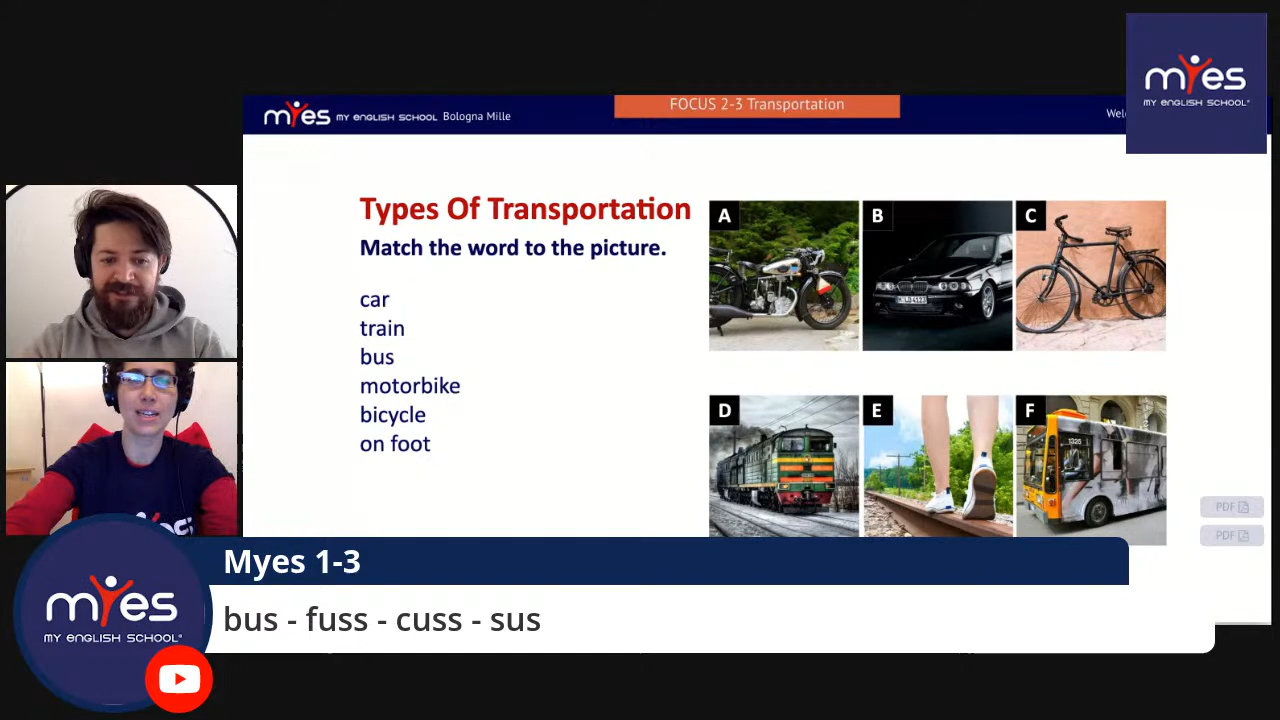 myes
MY ENGLISH SCHOOL®
myes MY ENGLISH SCHOOL Bologna Mille
FOCUS 2-3 Transportation
Types Of Transportation
Match the word to the picture.
car
train
bus
motorbike
bicycle
on foot
A
B
C
D
E
F
1325
PDF
PDF
Myes 1-3
bus - fuss - cuss - sus
myes
MY ENGLISH SCHOOL®